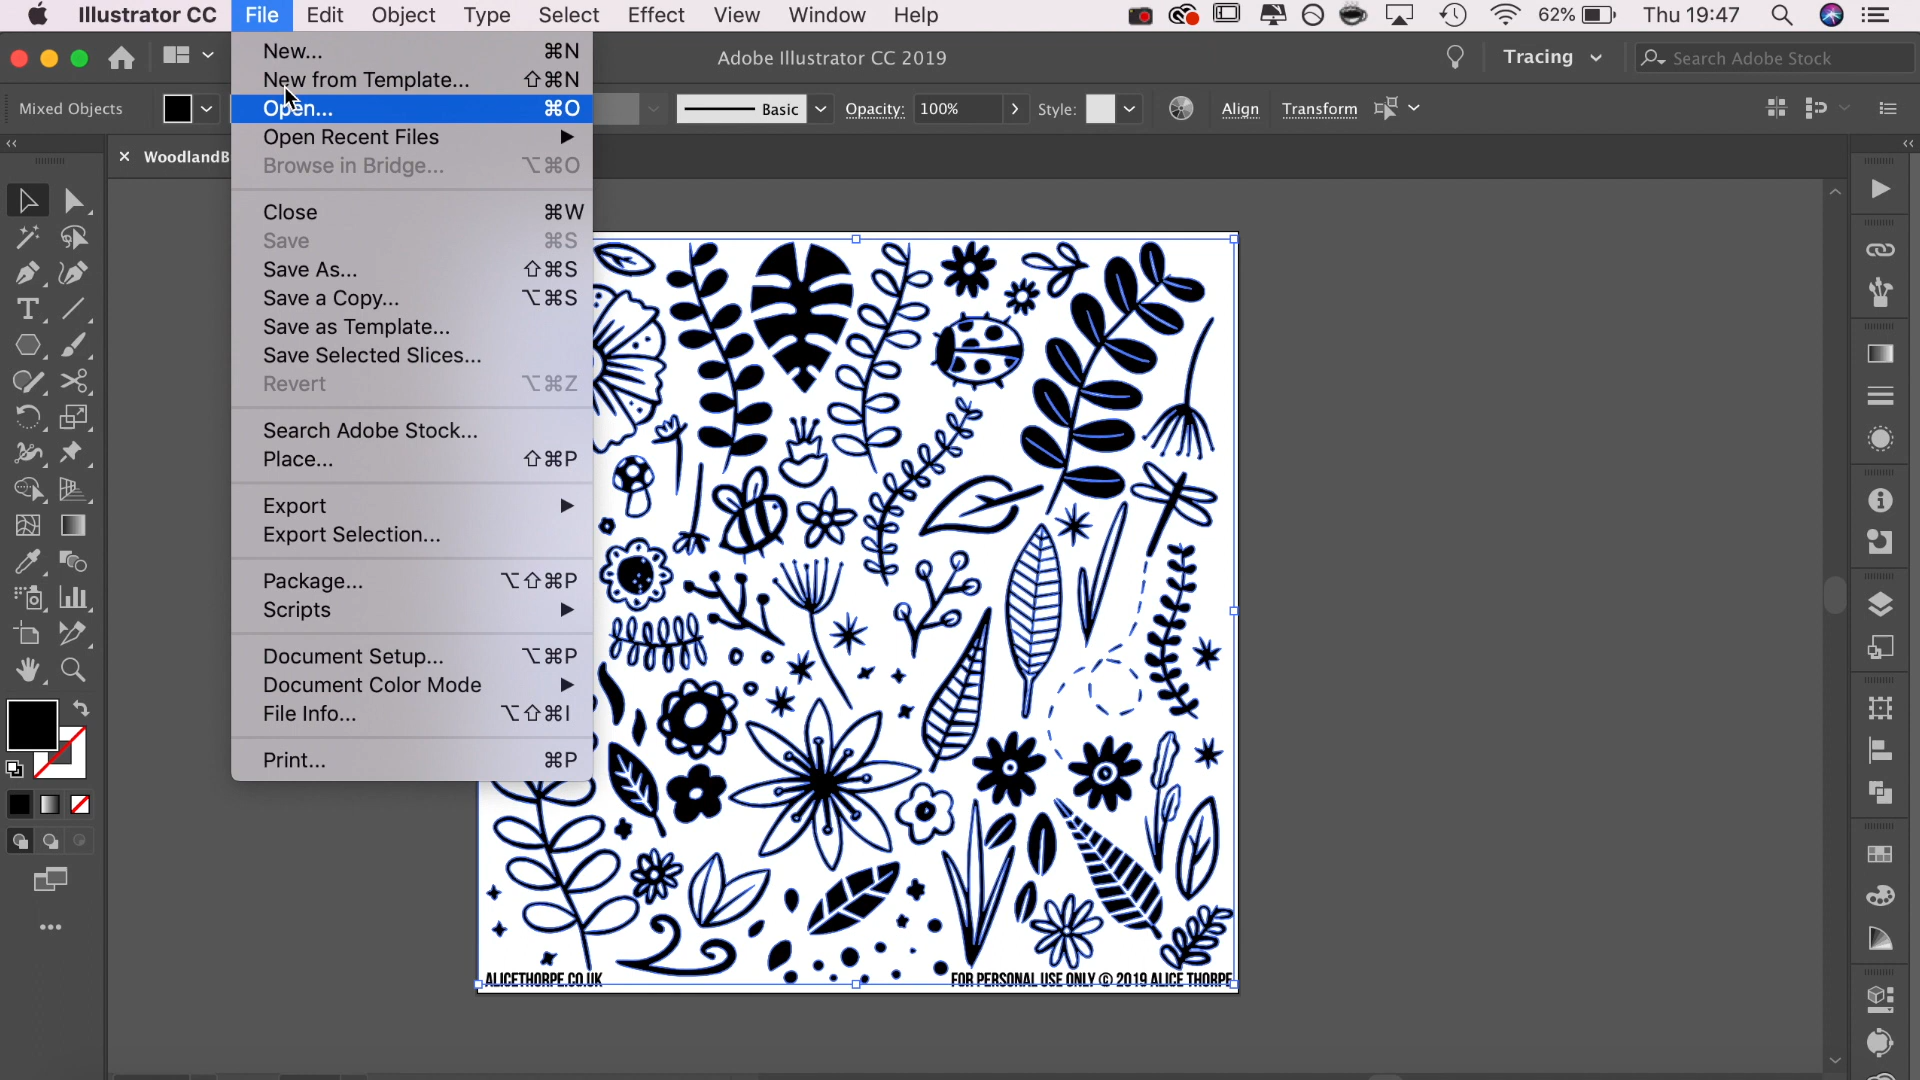 Illustrator CC File Edit Object Type Select Effect View Window Help 62% Thu 19:47
Adobe Illustrator CC 2019 Tracing Search Adobe Stock
Mixed Objects Basic Opacity: 100% Style: Align Transform
WoodlandB
New... ⌘N
New from Template... ⇧⌘N
Open... ⌘O
Open Recent Files
Browse in Bridge... ⌥⌘O
Close ⌘W
Save ⌘S
Save As... ⇧⌘S
Save a Copy... ⌥⌘S
Save as Template...
Save Selected Slices...
Revert ⌥⌘Z
Search Adobe Stock...
Place... ⇧⌘P
Export
Export Selection...
Package... ⌥⇧⌘P
Scripts
Document Setup... ⌥⌘P
Document Color Mode
File Info... ⌥⇧⌘I
Print... ⌘P
ALICETHORPE.CO.UK FOR PERSONAL USE ONLY © 2019 ALICE THORPE